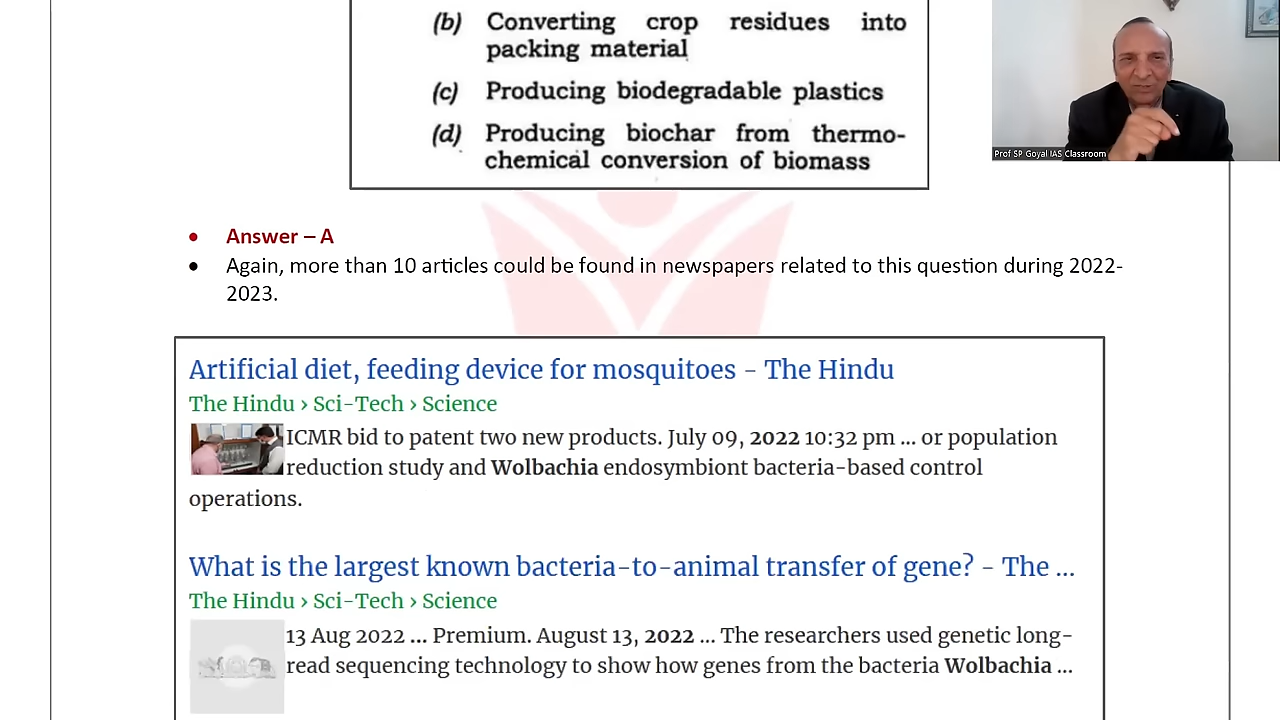 (b) Converting crop residues into
packing material
(c) Producing biodegradable plastics
(d) Producing biochar from thermo-
chemical conversion of biomass
Prof SP Goyal IAS Classroom
• Answer – A
• Again, more than 10 articles could be found in newspapers related to this question during 2022-
2023.
Artificial diet, feeding device for mosquitoes - The Hindu
The Hindu › Sci-Tech › Science
ICMR bid to patent two new products. July 09, 2022 10:32 pm ... or population
reduction study and Wolbachia endosymbiont bacteria-based control
operations.
What is the largest known bacteria-to-animal transfer of gene? - The ...
The Hindu › Sci-Tech › Science
13 Aug 2022 ... Premium. August 13, 2022 ... The researchers used genetic long-
read sequencing technology to show how genes from the bacteria Wolbachia ...